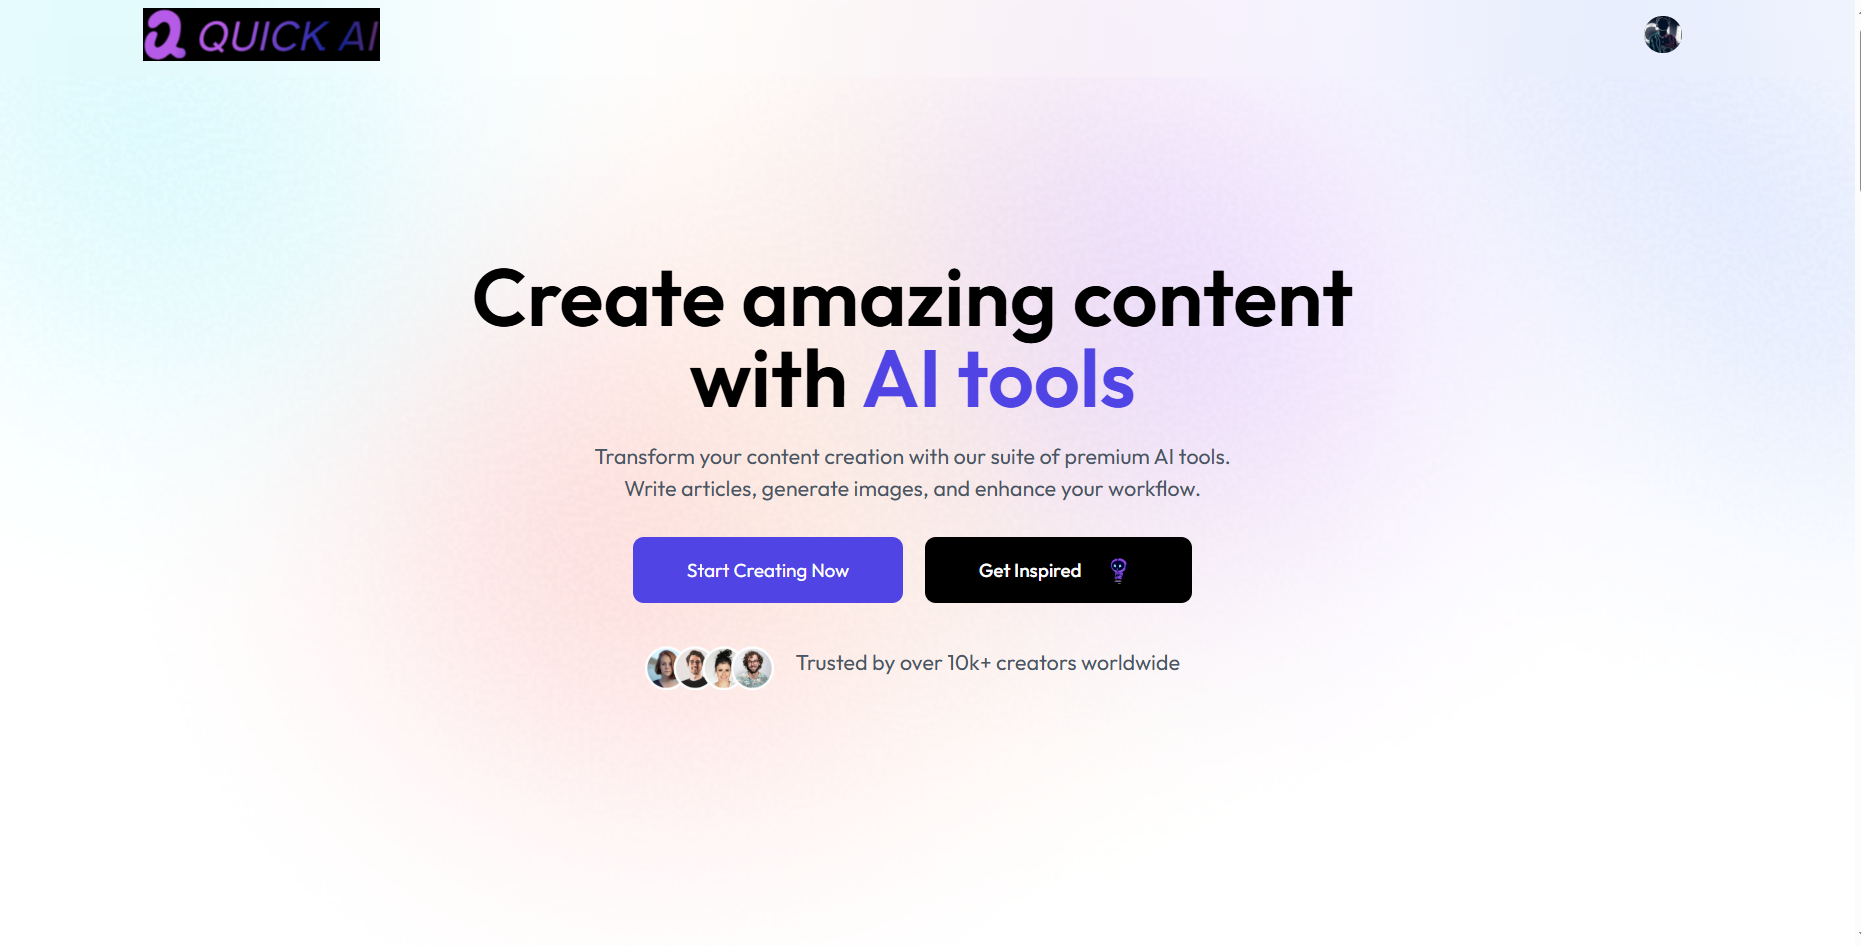 QUICK AI
Create amazing content
with AI tools
Transform your content creation with our suite of premium AI tools.
Write articles, generate images, and enhance your workflow.
Start Creating Now
Get Inspired
Trusted by over 10k+ creators worldwide